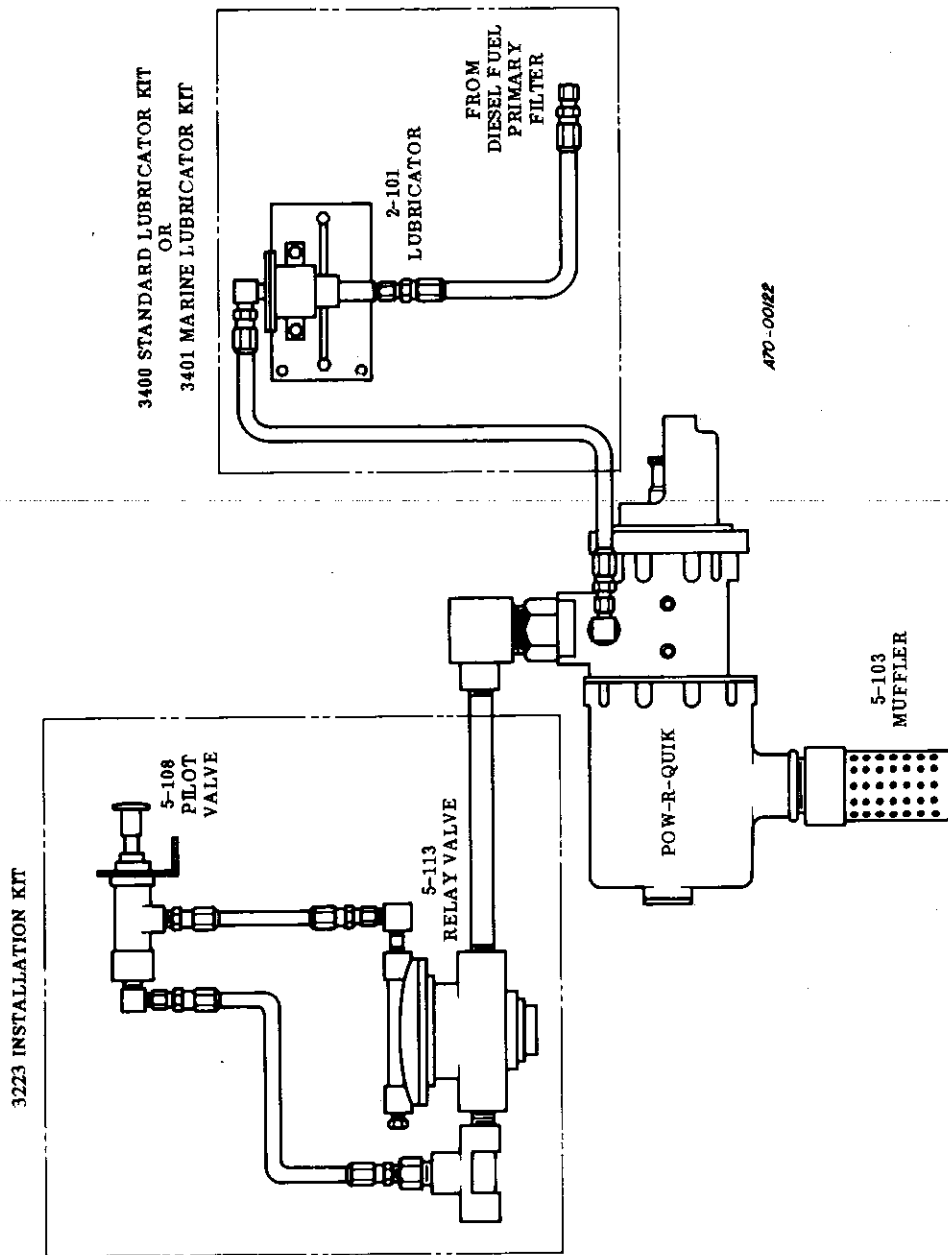 3223 INSTALLATION KIT
5-108
PILOT
VALVE
5-113
RELAY VALVE
POW-R-QUIK
5-103
MUFFLER
3400 STANDARD LUBRICATOR KIT
OR
3401 MARINE LUBRICATOR KIT
2-101
LUBRICATOR
FROM
DIESEL FUEL
PRIMARY
FILTER
A70-00122